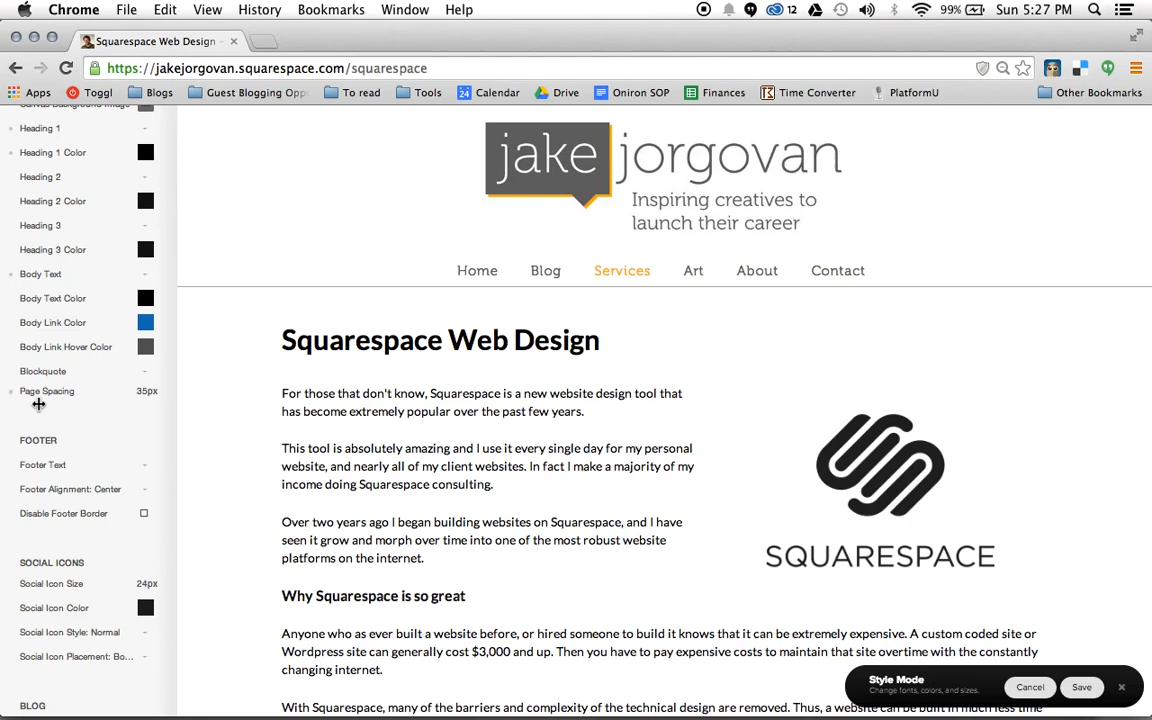 Chrome File Edit View History Bookmarks Window Help 12 99% Sun 5:27 PM
Squarespace Web Design
https://jakejorgovan.squarespace.com/squarespace
Apps Toggl Blogs Guest Blogging Opp To read Tools 24 Calendar Drive Oniron SOP Finances Time Converter PlatformU Other Bookmarks
Canvas Background Image
Heading 1 -
Heading 1 Color
Heading 2 -
Heading 2 Color
Heading 3 -
Heading 3 Color
Body Text -
Body Text Color
Body Link Color
Body Link Hover Color
Blockquote -
Page Spacing 35px
FOOTER
Footer Text -
Footer Alignment: Center -
Disable Footer Border
SOCIAL ICONS
Social Icon Size 24px
Social Icon Color
Social Icon Style: Normal -
Social Icon Placement: Bo... -
BLOG
jake jorgovan
Inspiring creatives to
launch their career
Home Blog Services Art About Contact
Squarespace Web Design
For those that don't know, Squarespace is a new website design tool that
has become extremely popular over the past few years.
This tool is absolutely amazing and I use it every single day for my personal
website, and nearly all of my client websites. In fact I make a majority of my
income doing Squarespace consulting.
Over two years ago I began building websites on Squarespace, and I have
seen it grow and morph over time into one of the most robust website
platforms on the internet.
SQUARESPACE
Why Squarespace is so great
Anyone who as ever built a website before, or hired someone to build it knows that it can be extremely expensive. A custom coded site or
Wordpress site can generally cost $3,000 and up. Then you have to pay expensive costs to maintain that site overtime with the constantly
changing internet.
With Squarespace, many of the barriers and complexity of the technical design are removed. Thus, a website can be built in much less time
Style Mode
Change fonts, colors, and sizes.
Cancel Save